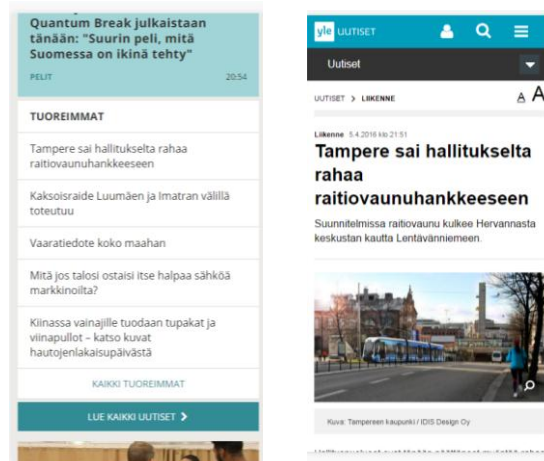 Quantum Break julkaistaan
tänään: "Suurin peli, mitä
Suomessa on ikinä tehty"
PELIT 20:54
TUOREIMMAT
Tampere sai hallitukselta rahaa
raitiovaunuhankkeeseen
Kaksoisraide Luumäen ja Imatran välillä
toteutuu
Vaaratiedote koko maahan
Mitä jos talosi ostaisi itse halpaa sähköä
markkinoilta?
Kiinassa vainajille tuodaan tupakat ja
viinapullot – katso kuvat
hautojenlakaisupäivästä
KAIKKI TUOREIMMAT
LUE KAIKKI UUTISET
yle UUTISET
Uutiset
UUTISET > LIIKENNE A A
Liikenne 5.4.2016 klo 21:51
Tampere sai hallitukselta
rahaa
raitiovaunuhankkeeseen
Suunnitelmissa raitiovaunu kulkee Hervannasta
keskustan kautta Lentävänniemeen.
Kuva: Tampereen kaupunki / IDIS Design Oy